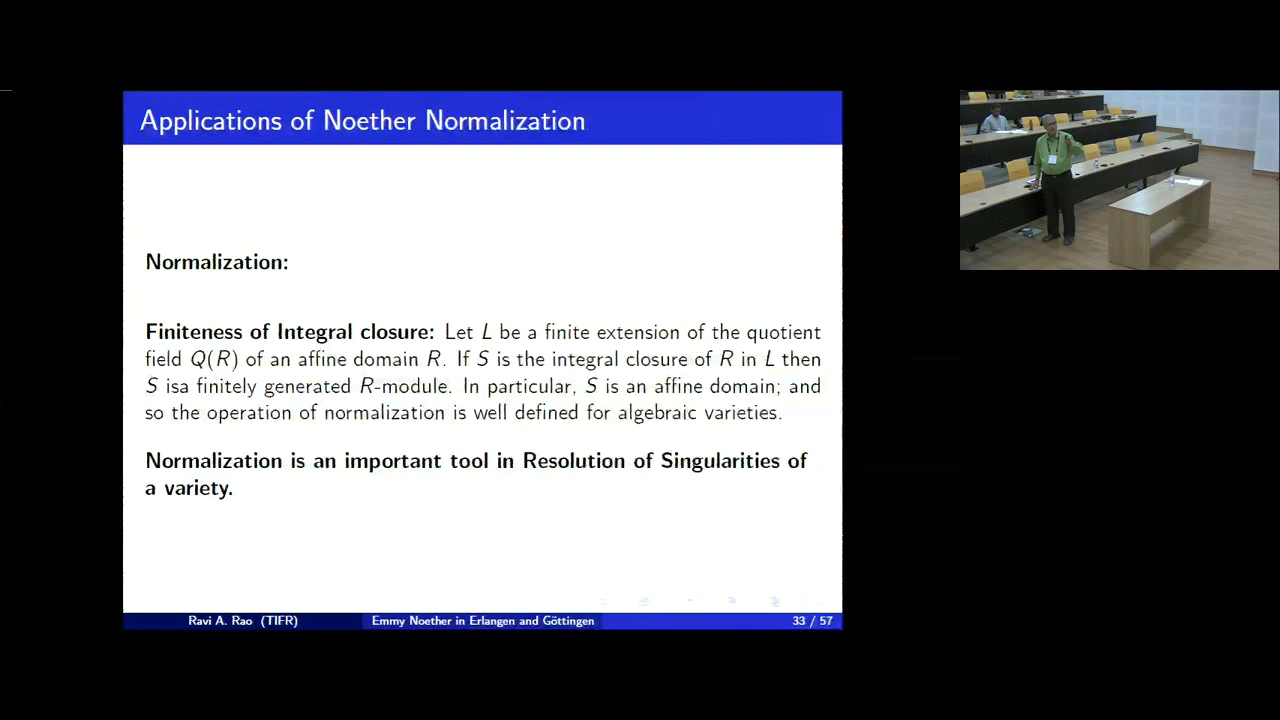 Applications of Noether Normalization
Normalization:
Finiteness of Integral closure: Let L be a finite extension of the quotient
field Q(R) of an affine domain R. If S is the integral closure of R in L then
S isa finitely generated R-module. In particular, S is an affine domain; and
so the operation of normalization is well defined for algebraic varieties.
Normalization is an important tool in Resolution of Singularities of
a variety.
Ravi A. Rao (TIFR) Emmy Noether in Erlangen and Göttingen 33 / 57